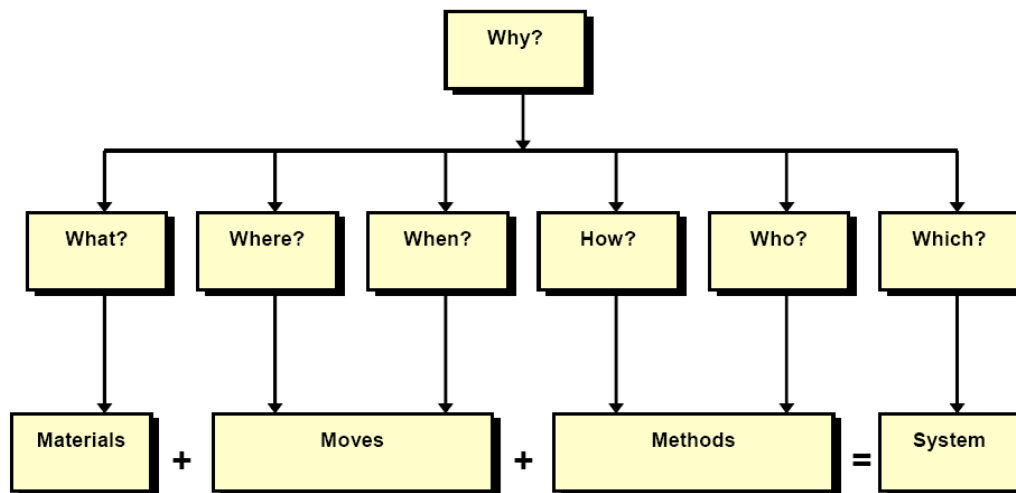 Why?
What?
Where?
When?
How?
Who?
Which?
Materials
+
Moves
+
Methods
=
System